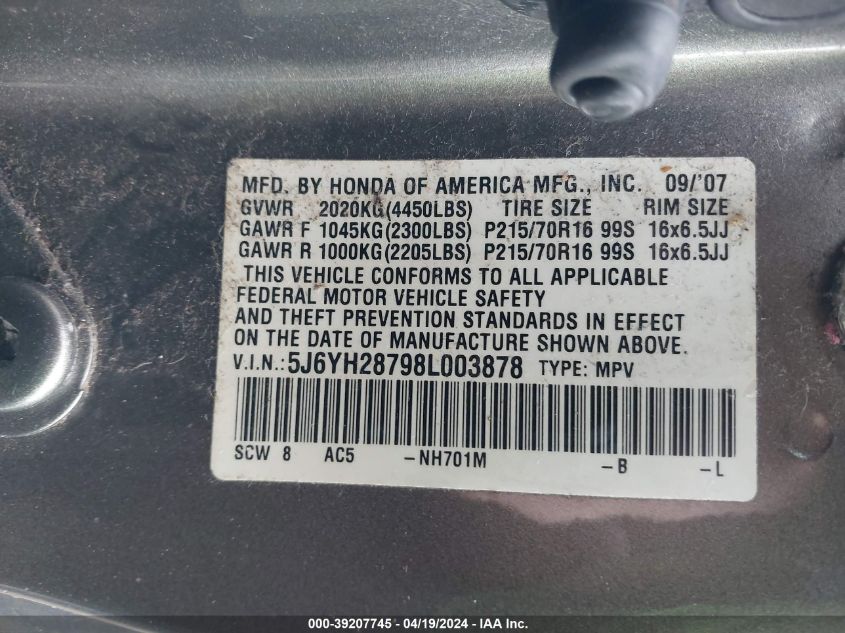 MFD. BY HONDA OF AMERICA MFG., INC. 09/'07
GVWR 2020KG(4450LBS) TIRE SIZE RIM SIZE
GAWR F 1045KG(2300LBS) P215/70R16 99S 16x6.5JJ
GAWR R 1000KG(2205LBS) P215/70R16 99S 16x6.5JJ
THIS VEHICLE CONFORMS TO ALL APPLICABLE
FEDERAL MOTOR VEHICLE SAFETY
AND THEFT PREVENTION STANDARDS IN EFFECT
ON THE DATE OF MANUFACTURE SHOWN ABOVE.
V.I.N.: 5J6YH28798L003878 TYPE: MPV
SCW 8 AC5 -NH701M -B -L
000-39207745 - 04/19/2024 - IAA Inc.